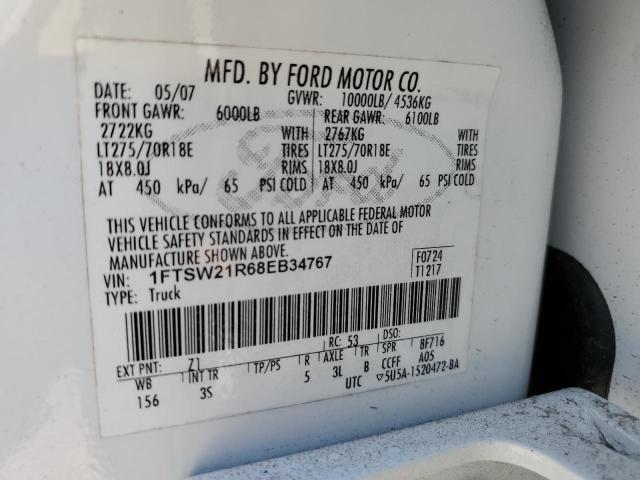 MFD. BY FORD MOTOR CO.
DATE: 05/07 GVWR: 10000LB/ 4536KG
FRONT GAWR: 6000LB REAR GAWR: 6100LB
2722KG WITH 2767KG WITH
LT275/70R18E TIRES LT275/70R18E TIRES
18X8.0J RIMS 18X8.0J RIMS
AT 450 kPa/ 65 PSI COLD AT 450 kPa/ 65 PSI COLD
THIS VEHICLE CONFORMS TO ALL APPLICABLE FEDERAL MOTOR
VEHICLE SAFETY STANDARDS IN EFFECT ON THE DATE OF
MANUFACTURE SHOWN ABOVE.
VIN: 1FTSW21R68EB34767 F0724
TYPE: Truck T1217
EXT PNT: Z1 RC: 53 DSO:
WB INT TR TP/PS R AXLE TR SPR 8F716
156 3S 5 3L B CCFF A05
UTC ▽5U5A-1520472-BA
Ford